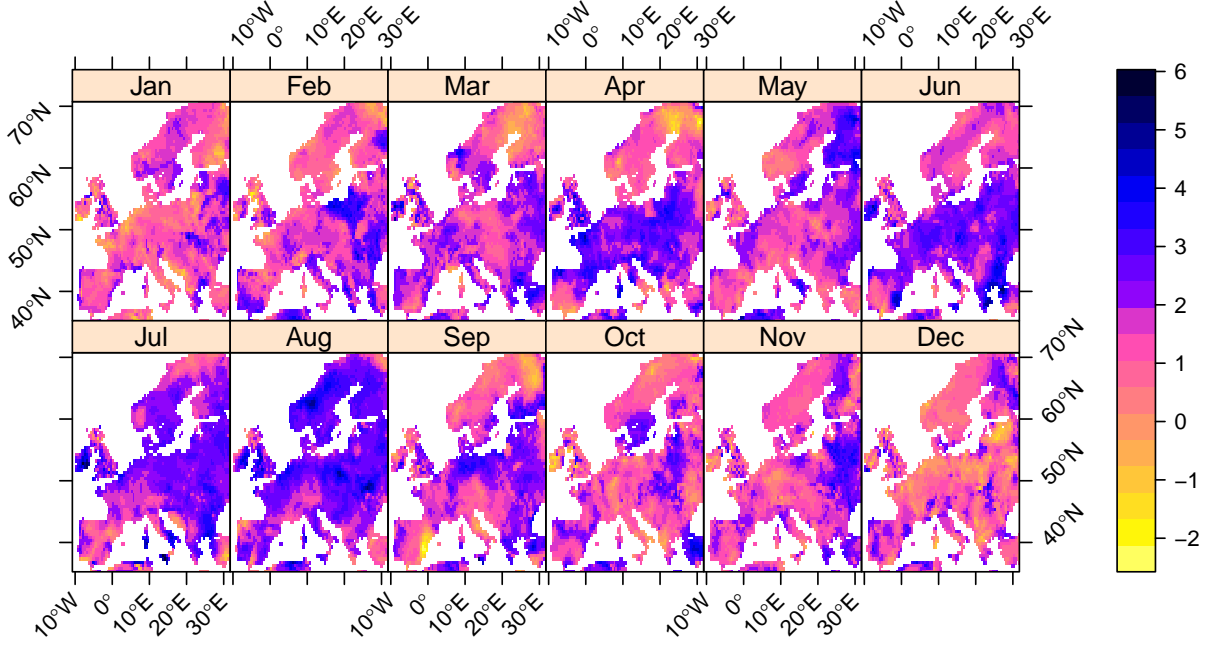 10°W 0° 10°E 20°E 30°E 10°W 0° 10°E 20°E 30°E 10°W 0° 10°E 20°E 30°E
Jan Feb Mar Apr May Jun
70°N
60°N
50°N
40°N
Jul Aug Sep Oct Nov Dec
70°N
60°N
50°N
40°N
10°W 0° 10°E 20°E 30°E 10°W 0° 10°E 20°E 30°E 10°W 0° 10°E 20°E 30°E
6
5
4
3
2
1
0
−1
−2